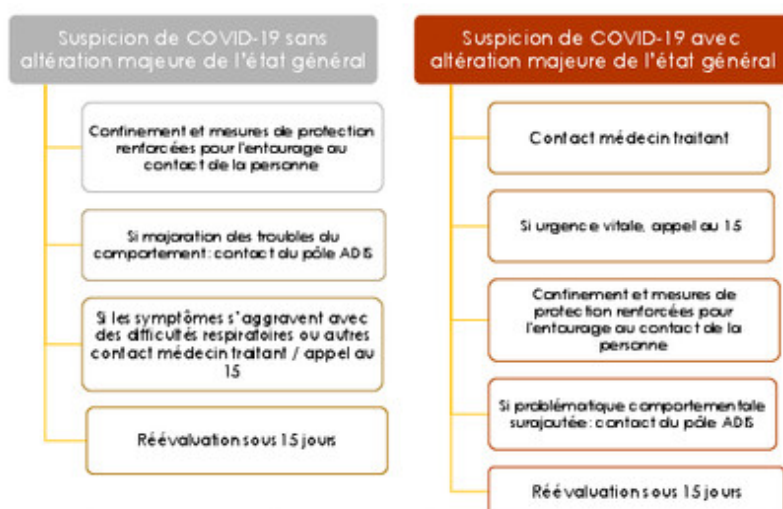 Suspicion de COVID-19 sans
altération majeure de l'état général
Confinement et mesures de protection
renforcées pour l'entourage au
contact de la personne
Si majoration des troubles du
comportement: contact du pôle ADIS
Si les symptômes s'aggravent avec
des difficultés respiratoires ou autres
contact médecin traitant / appel au
15
Réévaluation sous 15 jours
Suspicion de COVID-19 avec
altération majeure de l'état général
Contact médecin traitant
Si urgence vitale, appel au 15
Confinement et mesures de
protection renforcées pour
l'entourage au contact de la
personne
Si problématique comportementale
surajoutée: contact du pôle ADIS
Réévaluation sous 15 jours